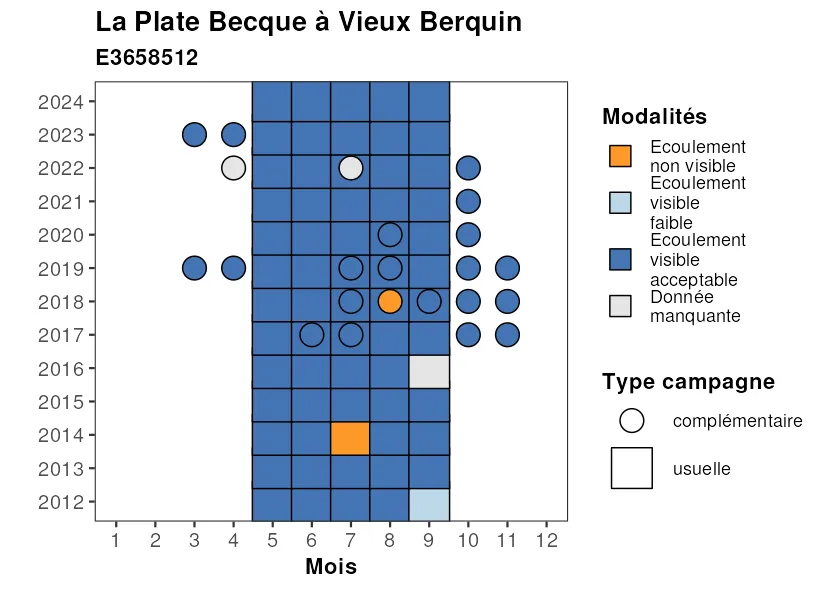 La Plate Becque à Vieux Berquin
E3658512
2024
2023
2022
2021
2020
2019
2018
2017
2016
2015
2014
2013
2012
1 2 3 4 5 6 7 8 9 10 11 12
Mois
Modalités
Ecoulement
non visible
Ecoulement
visible
faible
Ecoulement
visible
acceptable
Donnée
manquante
Type campagne
complémentaire
usuelle